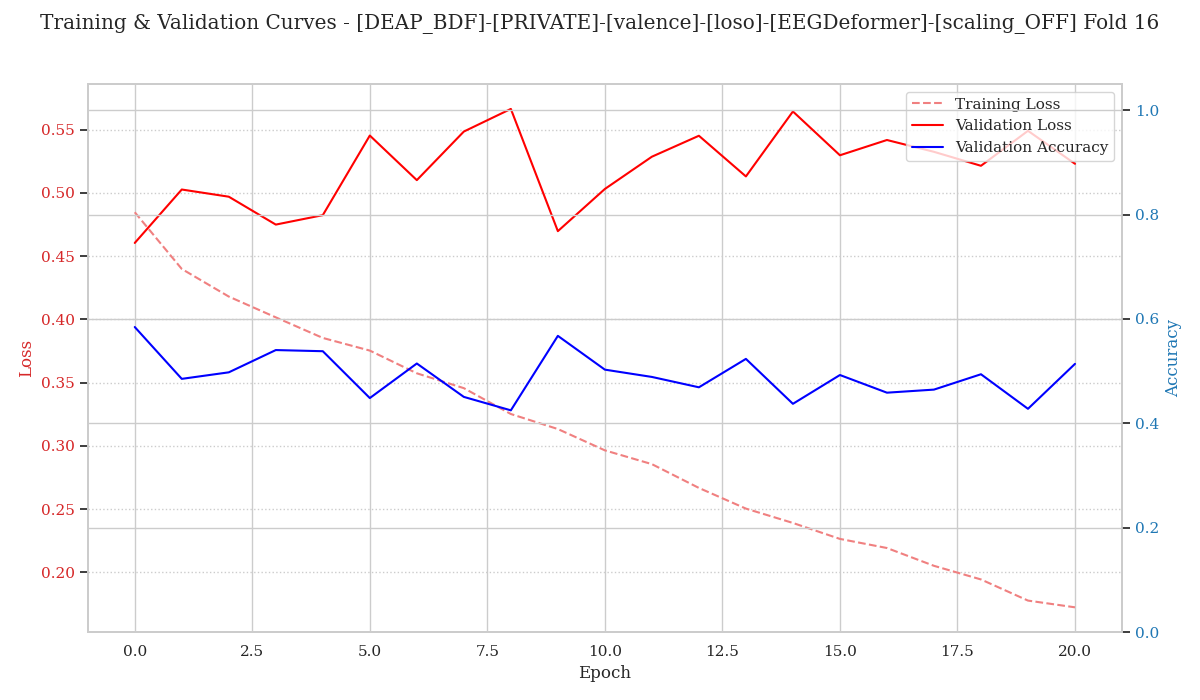 Training & Validation Curves - [DEAP_BDF]-[PRIVATE]-[valence]-[loso]-[EEGDeformer]-[scaling_OFF] Fold 16
Training Loss
Validation Loss
Validation Accuracy
Loss
0.55
0.50
0.45
0.40
0.35
0.30
0.25
0.20
1.0
0.8
0.6
0.4
0.2
0.0
Accuracy
0.0 2.5 5.0 7.5 10.0 12.5 15.0 17.5 20.0
Epoch